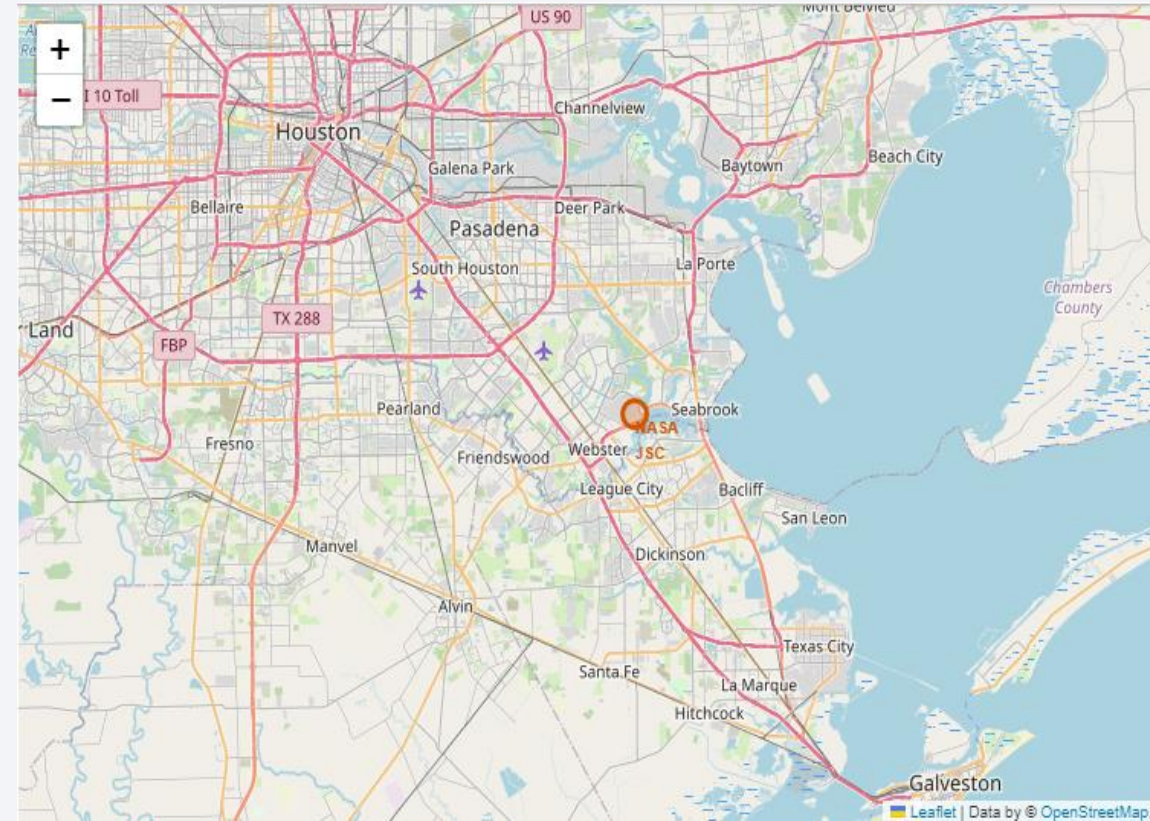 US 90
Mont Belvieu
+
−
I 10 Toll
Channelview
Houston
Beach City
Galena Park
Baytown
Bellaire
Deer Park
Pasadena
La Porte
South Houston
Chambers
County
TX 288
Land
FBP
Pearland
Seabrook
NASA
JSC
Fresno
Webster
Friendswood
League City
Bacliff
San Leon
Manvel
Dickinson
Alvin
Texas City
Santa Fe
La Marque
Hitchcock
Galveston
Leaflet | Data by © OpenStreetMap